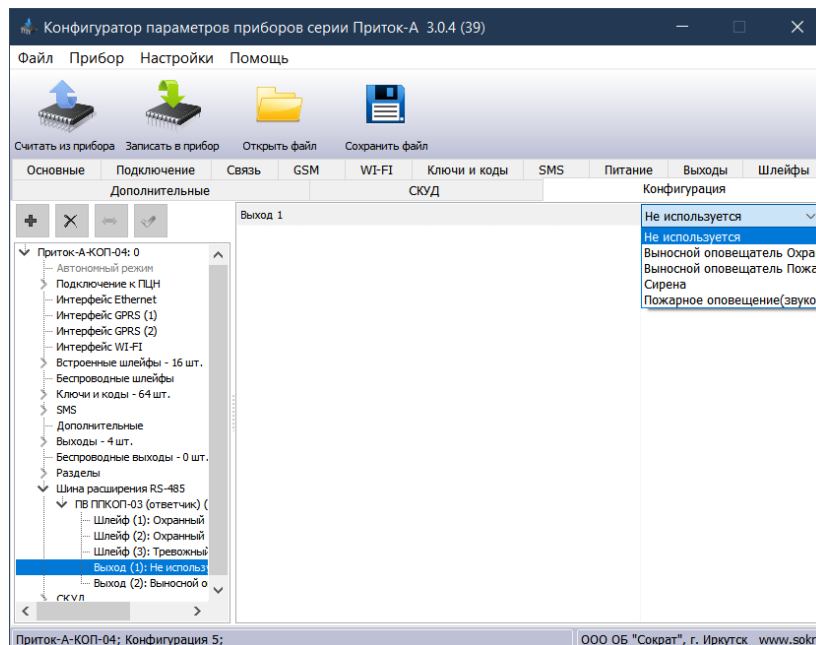 Конфигуратор параметров приборов серии Приток-А 3.0.4 (39)
Файл Прибор Настройки Помощь
Считать из прибора Записать в прибор Открыть файл Сохранить файл
Основные Подключение Связь GSM WI-FI Ключи и коды SMS Питание Выходы Шлейфы
Дополнительные СКУД Конфигурация
Выход 1 Не используется
Не используется
Выносной оповещатель Охра
Выносной оповещатель Пожа
Сирена
Пожарное оповещение(звуко
Приток-А-КОП-04: 0
Автономный режим
Подключение к ПЦН
Интерфейс Ethernet
Интерфейс GPRS (1)
Интерфейс GPRS (2)
Интерфейс WI-FI
Встроенные шлейфы - 16 шт.
Беспроводные шлейфы
Ключи и коды - 64 шт.
SMS
Дополнительные
Выходы - 4 шт.
Беспроводные выходы - 0 шт.
Разделы
Шина расширения RS-485
ПВ ППКОП-03 (ответчик) (
Шлейф (1): Охранный
Шлейф (2): Охранный
Шлейф (3): Тревожный
Выход (1): Не использу
Выход (2): Выносной о
СКУД
Приток-А-КОП-04; Конфигурация 5; ООО ОБ "Сократ", г. Иркутск www.sokr